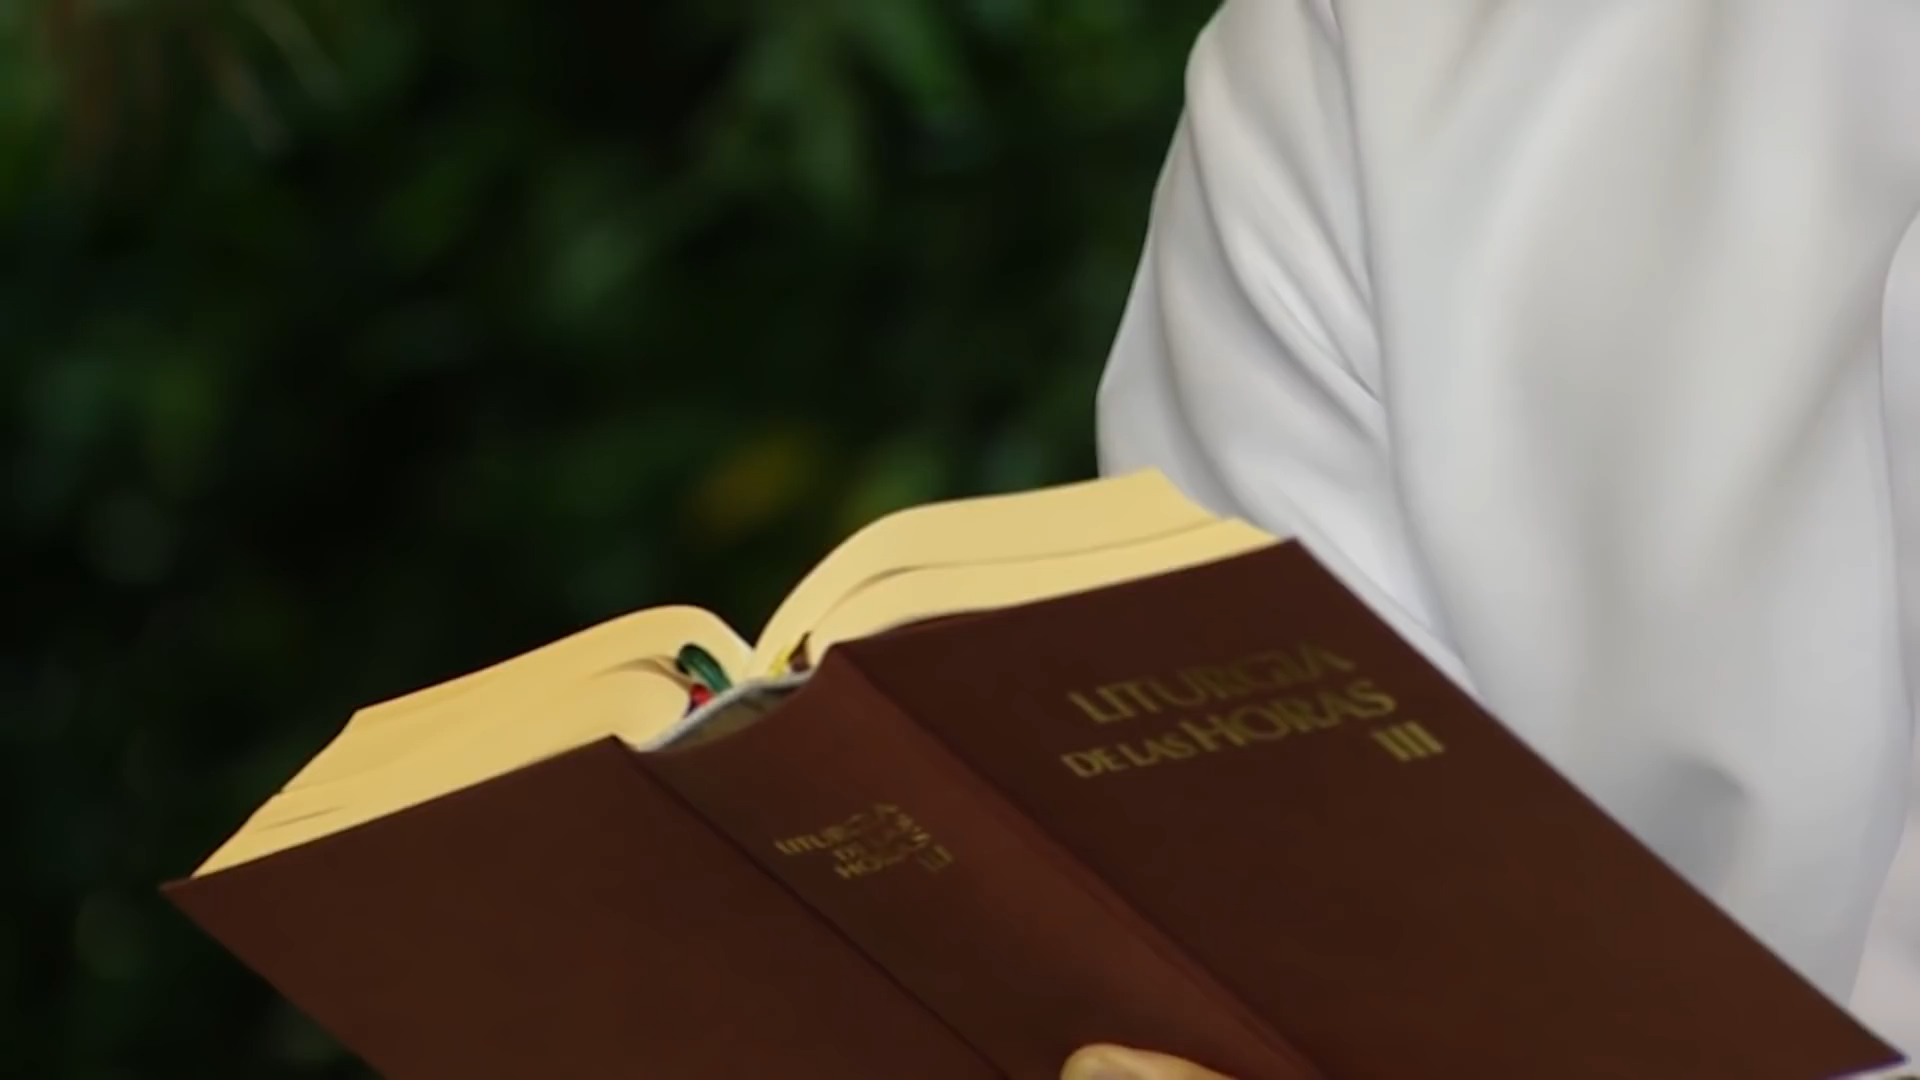 LITURGIA
DE LAS HORAS
III
LITURGIA
DE LAS
HORAS
III